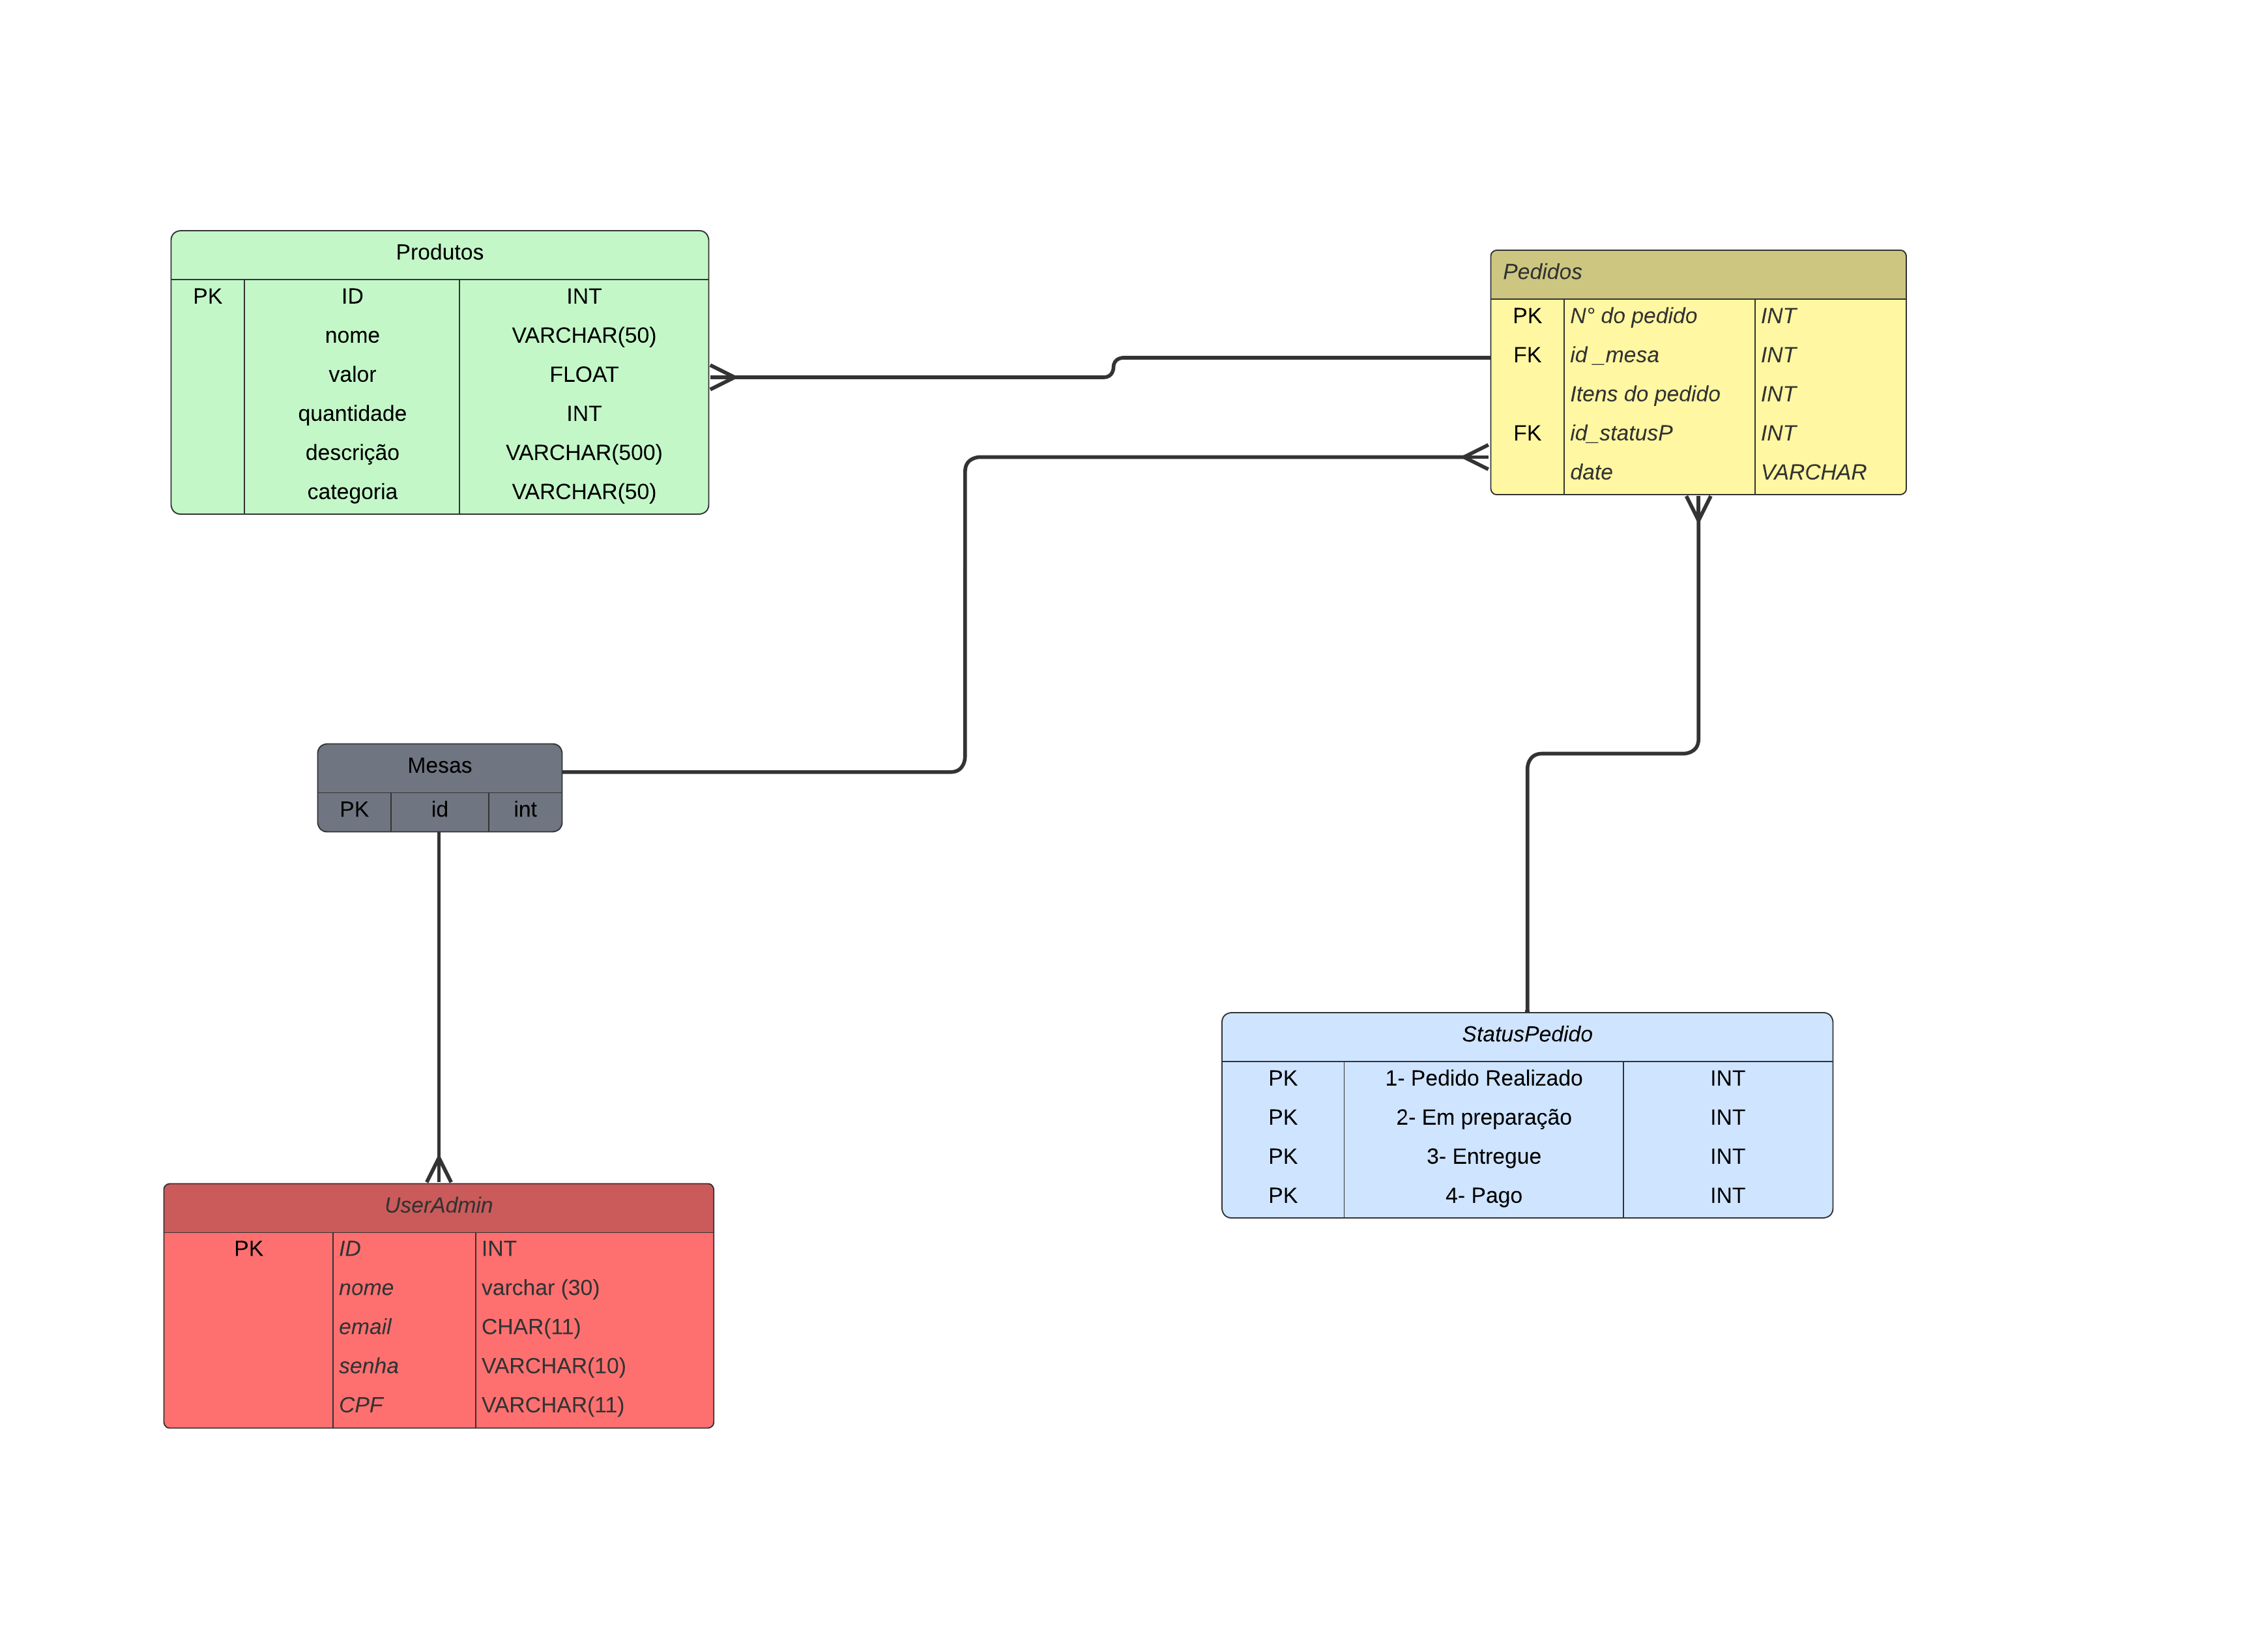 Produtos
PK ID INT
nome VARCHAR(50)
valor FLOAT
quantidade INT
descrição VARCHAR(500)
categoria VARCHAR(50)
Pedidos
PK N° do pedido INT
FK id _mesa INT
Itens do pedido INT
FK id_statusP INT
date VARCHAR
Mesas
PK id int
StatusPedido
PK 1- Pedido Realizado INT
PK 2- Em preparação INT
PK 3- Entregue INT
PK 4- Pago INT
UserAdmin
PK ID INT
nome varchar (30)
email CHAR(11)
senha VARCHAR(10)
CPF VARCHAR(11)